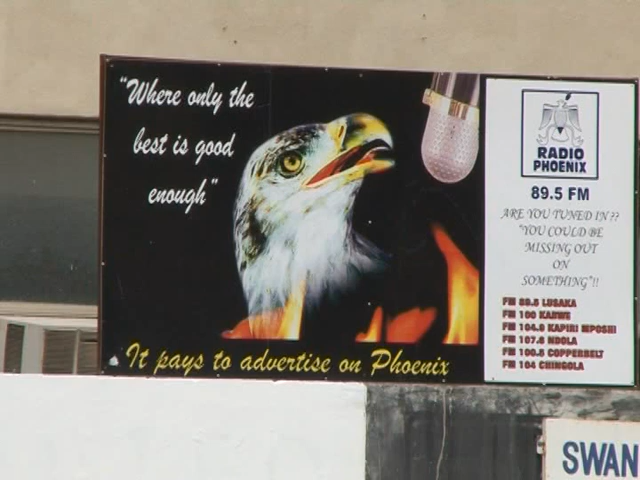 "Where only the
best is good
enough"
It pays to advertise on Phoenix
RADIO
PHOENIX
89.5 FM
ARE YOU TUNED IN??
"YOU COULD BE
MISSING OUT
ON
SOMETHING"!!
FM 89.5 LUSAKA
FM 100 KABWE
FM 104.9 KAPIRI MPOSHI
FM 107.6 NDOLA
FM 100.5 COPPERBELT
FM 104 CHINGOLA
SWAN